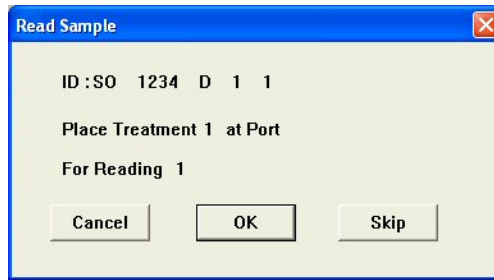 Read Sample
ID : SO 1234 D 1 1
Place Treatment 1 at Port
For Reading 1
Cancel OK Skip